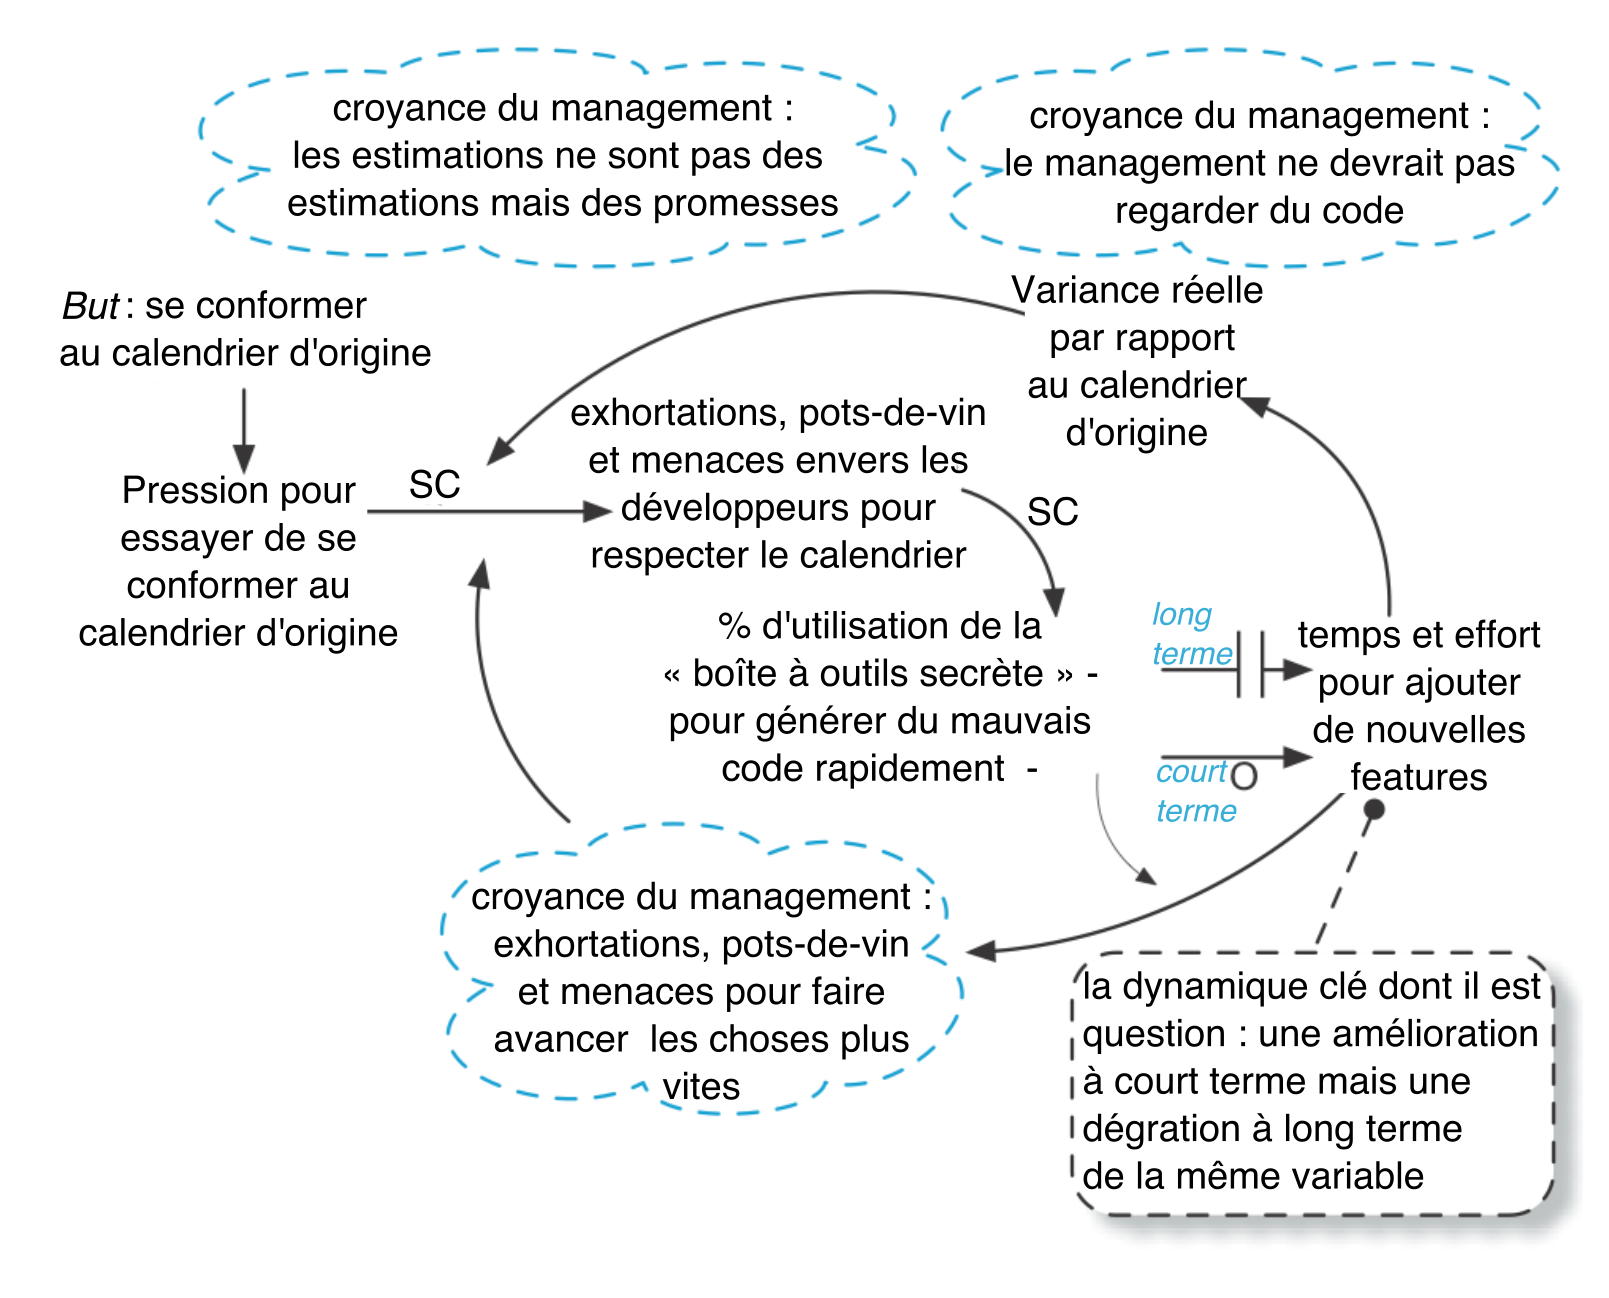 croyance du management :
les estimations ne sont pas des
estimations mais des promesses
croyance du management :
le management ne devrait pas
regarder du code
But : se conformer
au calendrier d'origine
Variance réelle
par rapport
au calendrier
d'origine
Pression pour
essayer de se
conformer au
calendrier d'origine
SC
exhortations, pots-de-vin
et menaces envers les
développeurs pour
respecter le calendrier
SC
% d'utilisation de la
« boîte à outils secrète » -
pour générer du mauvais
code rapidement -
long
terme
court
terme
O
temps et effort
pour ajouter
de nouvelles
features
croyance du management :
exhortations, pots-de-vin
et menaces pour faire
avancer les choses plus
vites
la dynamique clé dont il est
question : une amélioration
à court terme mais une
dégration à long terme
de la même variable